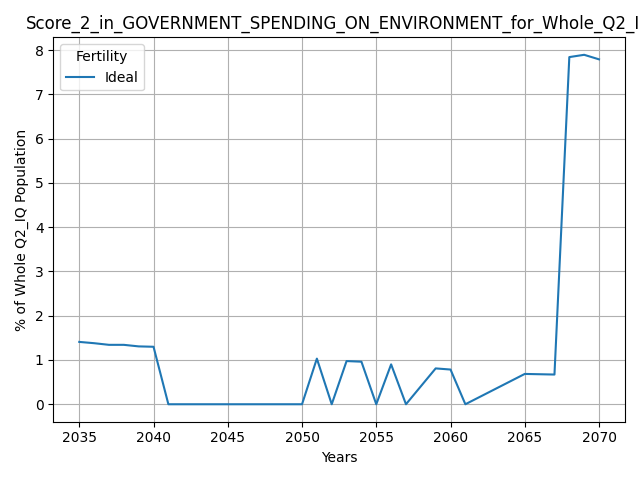 Score_2_in_GOVERNMENT_SPENDING_ON_ENVIRONMENT_for_Whole_Q2_I
Fertility
Ideal
% of Whole Q2_IQ Population
8
7
6
5
4
3
2
1
0
2035 2040 2045 2050 2055 2060 2065 2070
Years